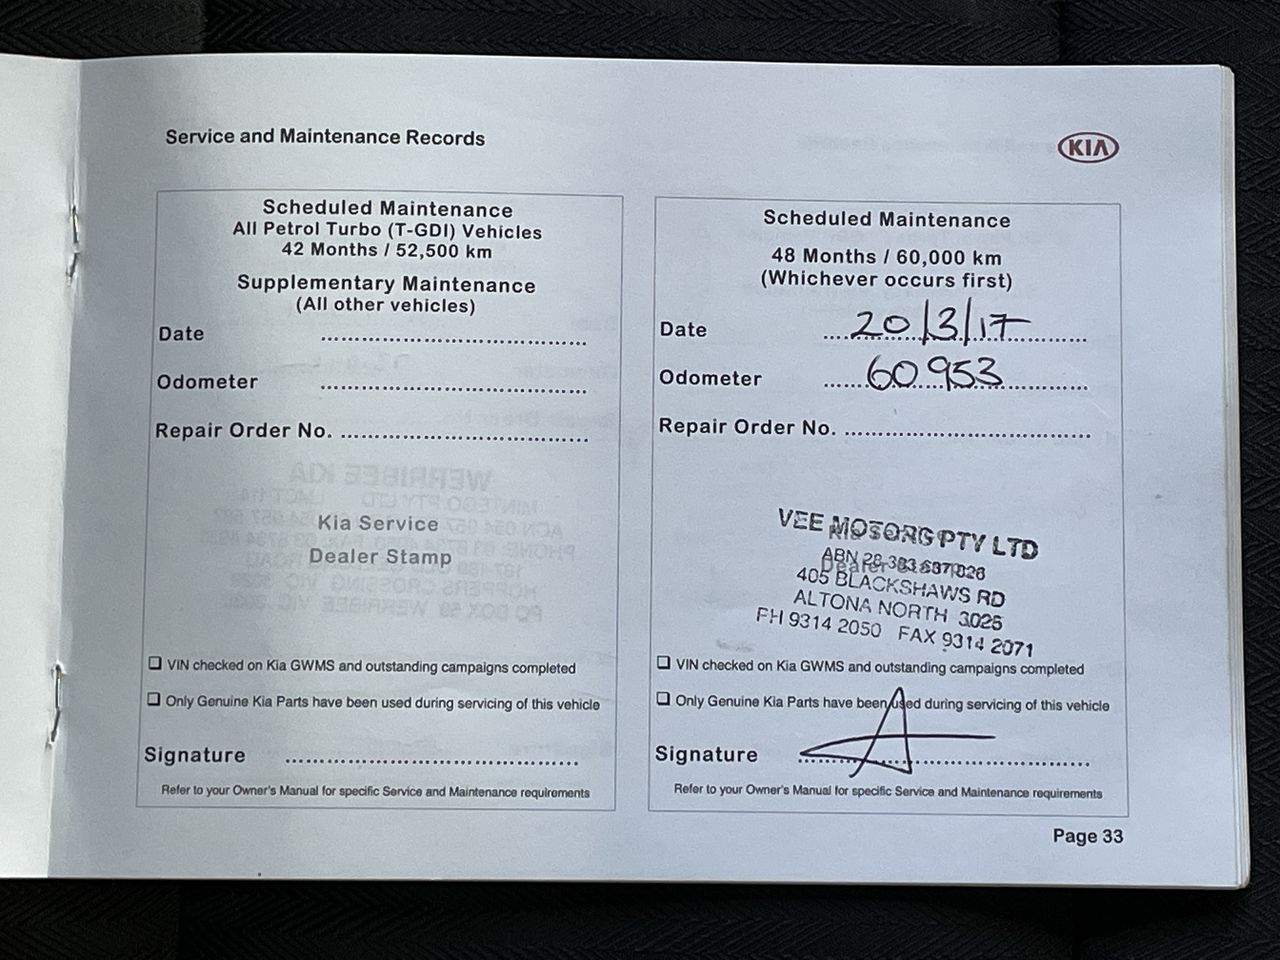 Service and Maintenance Records
KIA
Scheduled Maintenance
All Petrol Turbo (T-GDI) Vehicles
42 Months / 52,500 km
Supplementary Maintenance
(All other vehicles)
Date
Odometer
Repair Order No.
Kia Service
Dealer Stamp
VIN checked on Kia GWMS and outstanding campaigns completed
Only Genuine Kia Parts have been used during servicing of this vehicle
Signature
Refer to your Owner's Manual for specific Service and Maintenance requirements
Scheduled Maintenance
48 Months / 60,000 km
(Whichever occurs first)
Date 20/3/17
Odometer 60953
Repair Order No.
VEE MOTORS PTY LTD
ABN 28 383 687 026
Dealer Stamp
405 BLACKSHAWS RD
ALTONA NORTH 3025
PH 9314 2050 FAX 9314 2071
VIN checked on Kia GWMS and outstanding campaigns completed
Only Genuine Kia Parts have been used during servicing of this vehicle
Signature
Refer to your Owner's Manual for specific Service and Maintenance requirements
Page 33